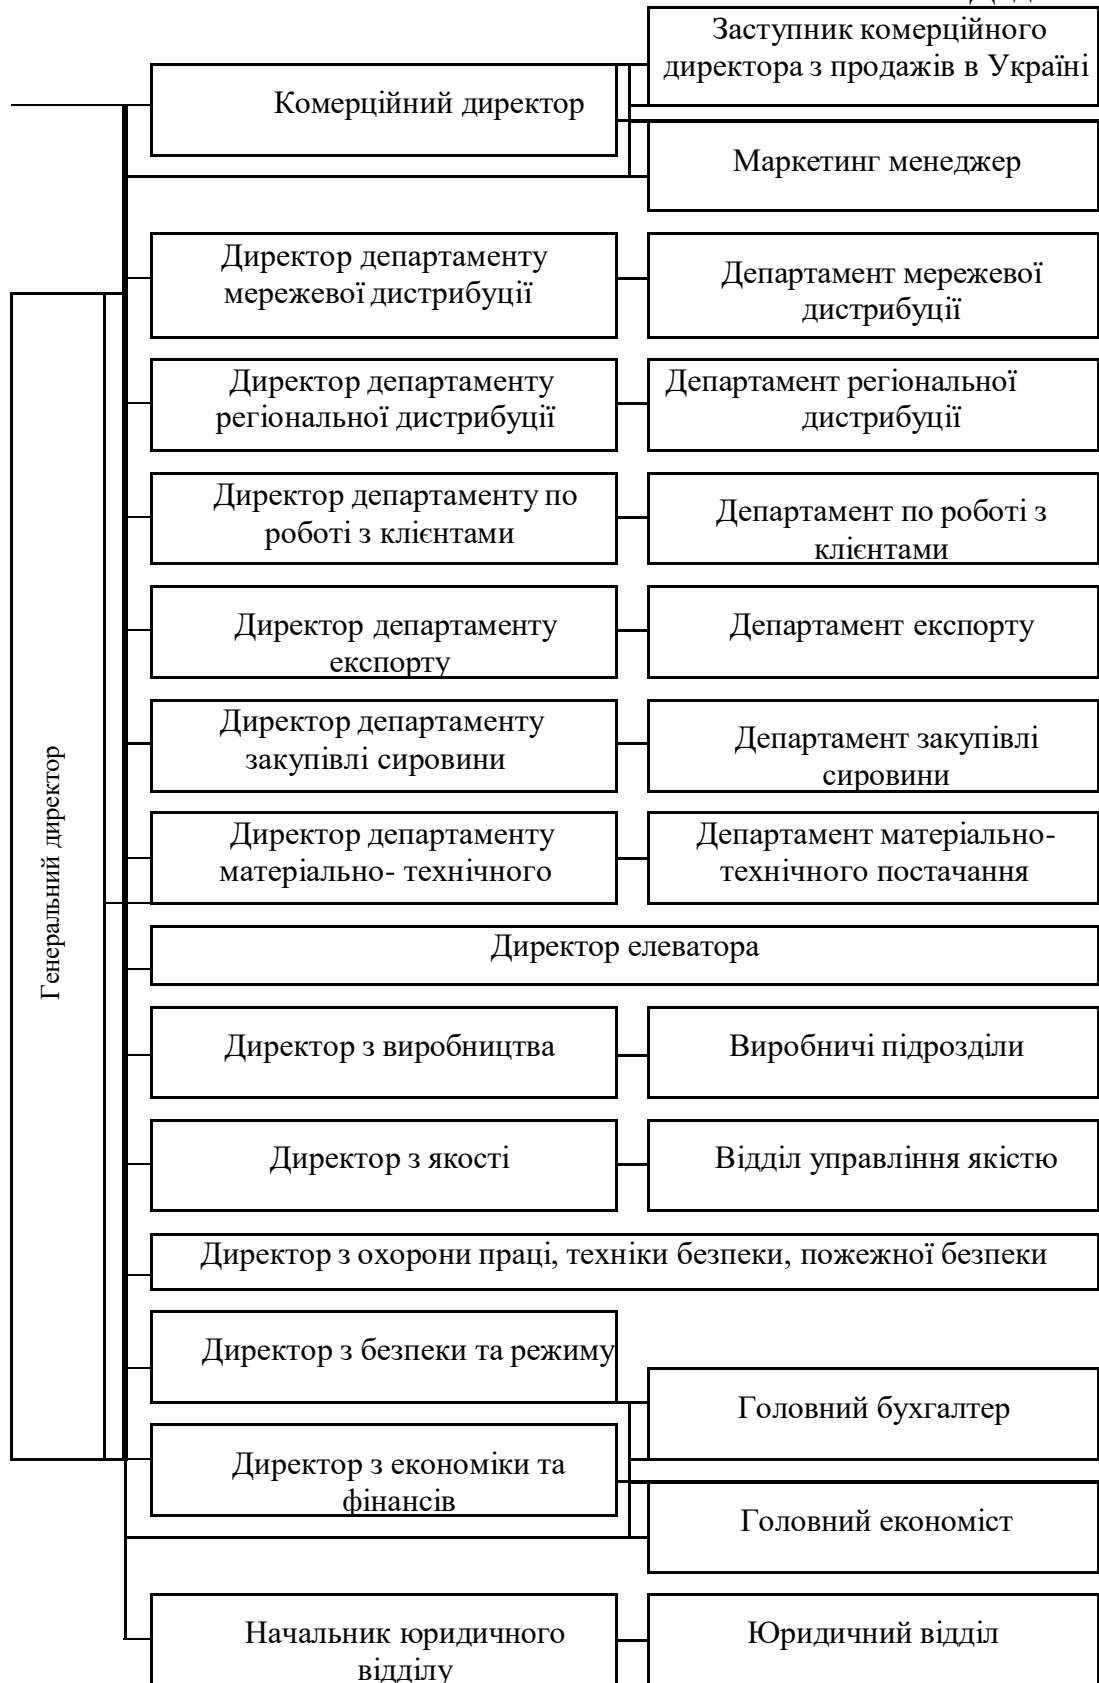 Заступник комерційного
директора з продажів в Україні
Комерційний директор
Маркетинг менеджер
Директор департаменту
мережевої дистрибуції
Департамент мережевої
дистрибуції
Директор департаменту
регіональної дистрибуції
Департамент регіональної
дистрибуції
Директор департаменту по
роботі з клієнтами
Департамент по роботі з
клієнтами
Директор департаменту
експорту
Департамент експорту
Директор департаменту
закупівлі сировини
Департамент закупівлі
сировини
Генеральний директор
Директор департаменту
матеріально- технічного
Департамент матеріально-
технічного постачання
Директор елеватора
Директор з виробництва
Виробничі підрозділи
Директор з якості
Відділ управління якістю
Директор з охорони праці, техніки безпеки, пожежної безпеки
Директор з безпеки та режиму
Головний бухгалтер
Директор з економіки та
фінансів
Головний економіст
Начальник юридичного
відділу
Юридичний відділ